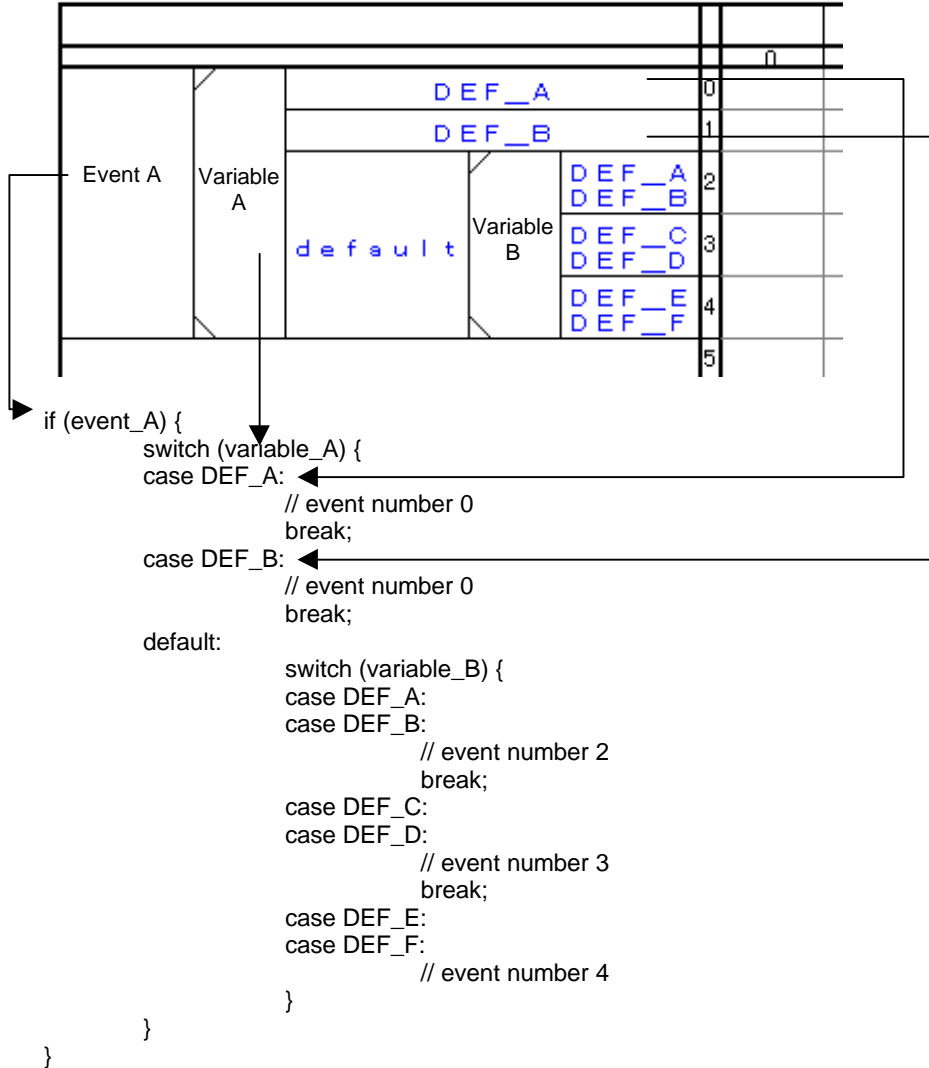 0
DEF_A 0
DEF_B 1
Event A
Variable
A
default
Variable
B
DEF_A
DEF_B
2
DEF_C
DEF_D
3
DEF_E
DEF_F
4
5
if (event_A) {
switch (variable_A) {
case DEF_A:
// event number 0
break;
case DEF_B:
// event number 0
break;
default:
switch (variable_B) {
case DEF_A:
case DEF_B:
// event number 2
break;
case DEF_C:
case DEF_D:
// event number 3
break;
case DEF_E:
case DEF_F:
// event number 4
}
}
}